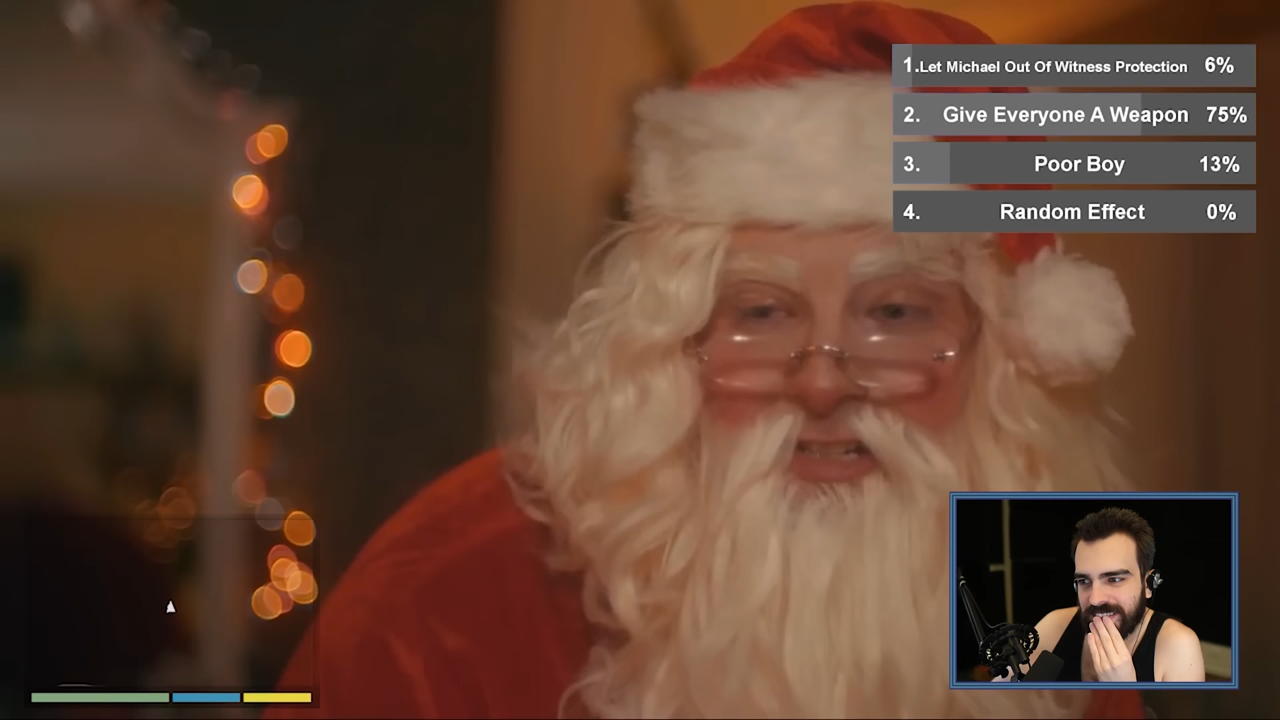 1. Let Michael Out Of Witness Protection 6%
2. Give Everyone A Weapon 75%
3. Poor Boy 13%
4. Random Effect 0%